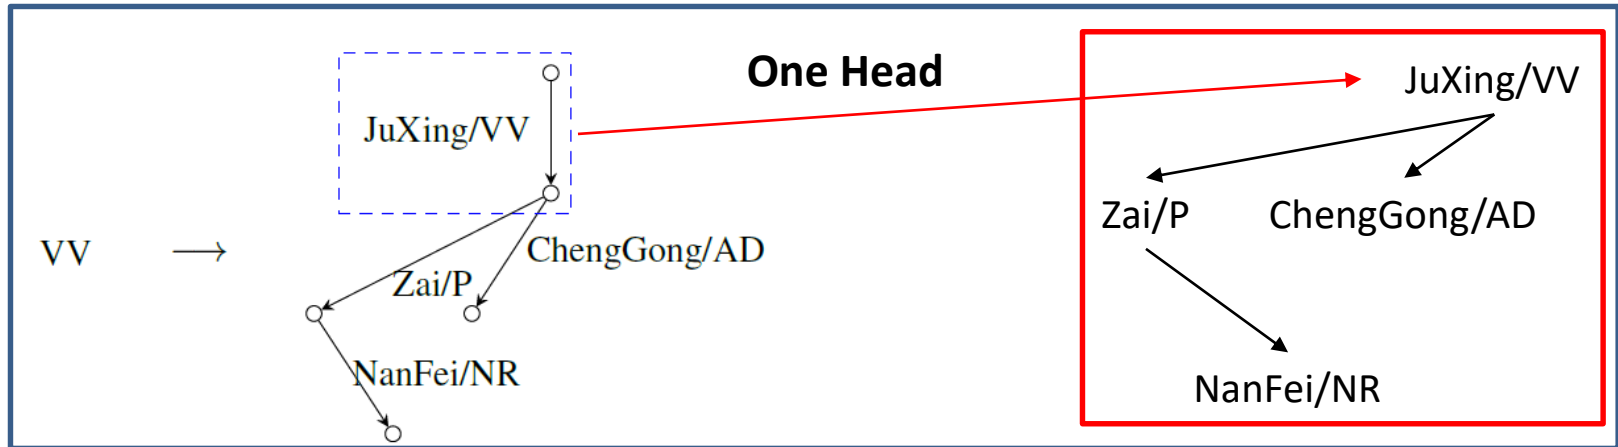 One Head
JuXing/VV
JuXing/VV
Zai/P
ChengGong/AD
VV → ChengGong/AD
Zai/P
NanFei/NR
NanFei/NR